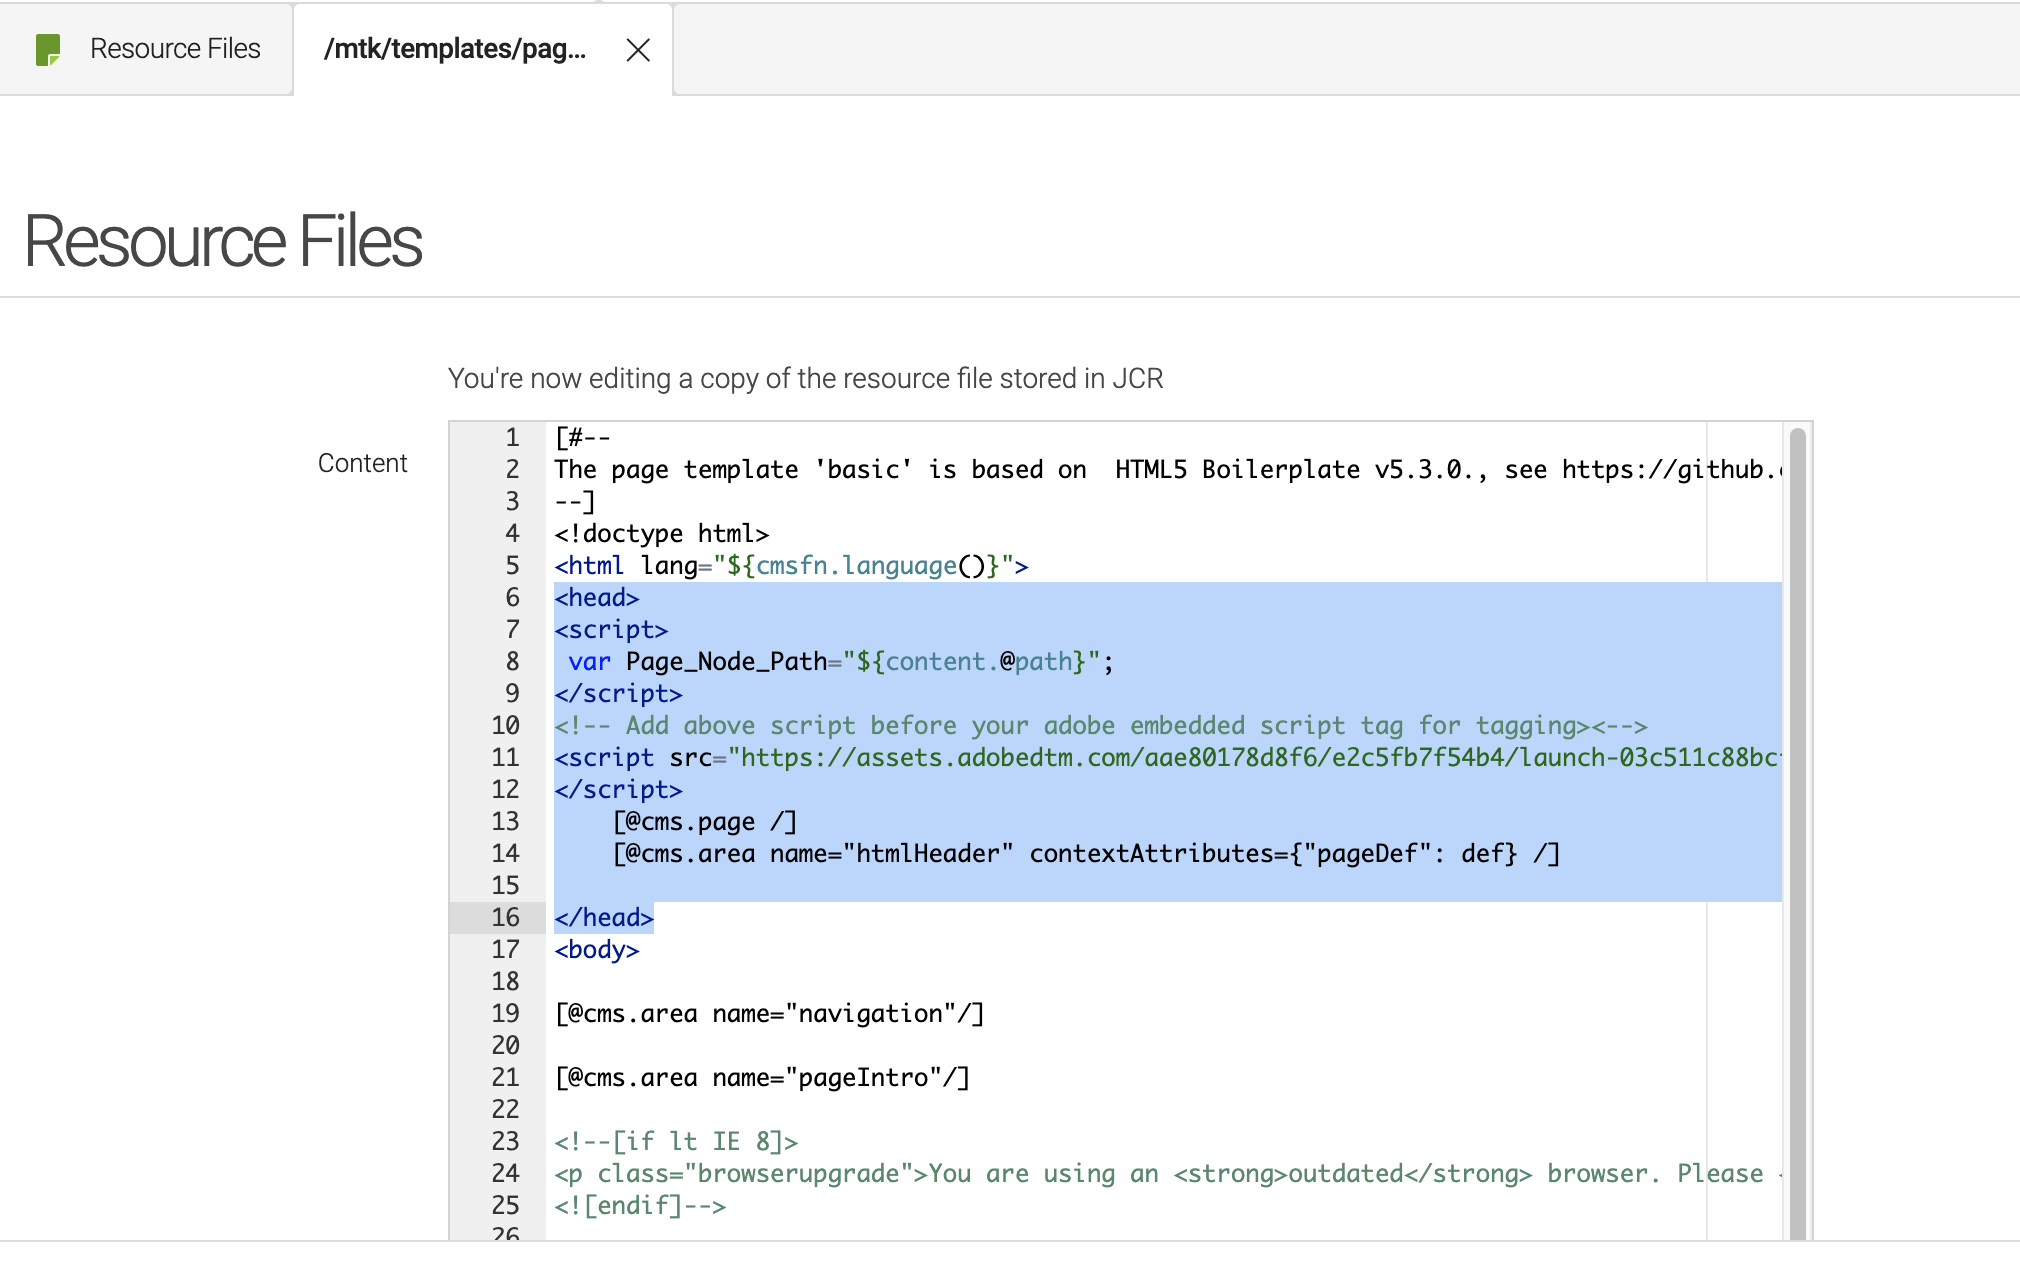 Resource Files
/mtk/templates/pag...
Resource Files
You're now editing a copy of the resource file stored in JCR
Content
1 [#--
2 The page template 'basic' is based on  HTML5 Boilerplate v5.3.0., see https://github.
3 --]
4 <!doctype html>
5 <html lang="${cmsfn.language()}">
6 <head>
7 <script>
8  var Page_Node_Path="${content.@path}";
9 </script>
10 <!-- Add above script before your adobe embedded script tag for tagging><-->
11 <script src="https://assets.adobedtm.com/aae80178d8f6/e2c5fb7f54b4/launch-03c511c88bc
12 </script>
13     [@cms.page /]
14     [@cms.area name="htmlHeader" contextAttributes={"pageDef": def} /]
15
16 </head>
17 <body>
18
19 [@cms.area name="navigation"/]
20
21 [@cms.area name="pageIntro"/]
22
23 <!--[if lt IE 8]>
24 <p class="browserupgrade">You are using an <strong>outdated</strong> browser. Please
25 <![endif]-->
26